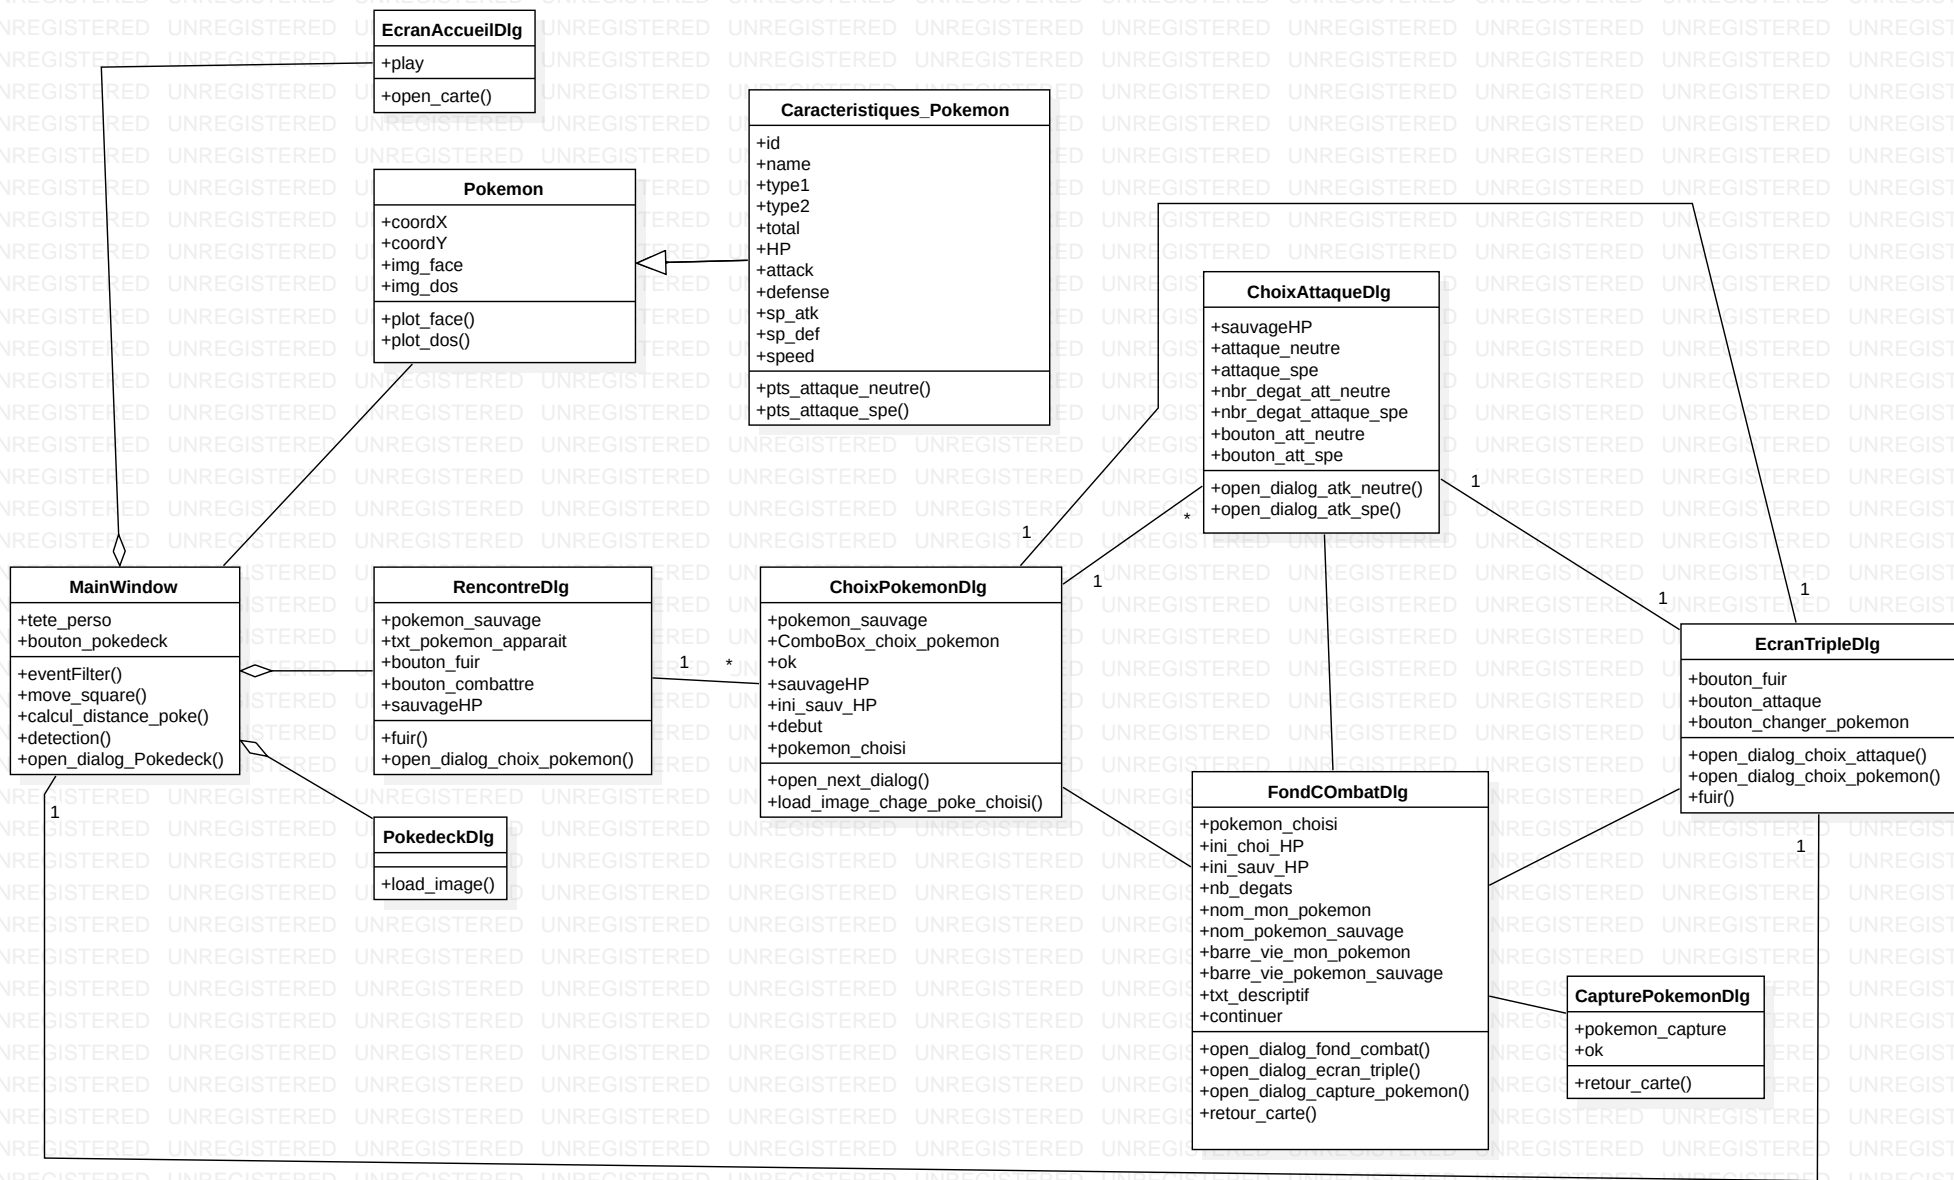 EcranAccueilDlg
+play
+open_carte()
Caracteristiques_Pokemon
+id
+name
+type1
+type2
+total
+HP
+attack
+defense
+sp_atk
+sp_def
+speed
+pts_attaque_neutre()
+pts_attaque_spe()
Pokemon
+coordX
+coordY
+img_face
+img_dos
+plot_face()
+plot_dos()
ChoixAttaqueDlg
+sauvageHP
+attaque_neutre
+attaque_spe
+nbr_degat_att_neutre
+nbr_degat_attaque_spe
+bouton_att_neutre
+bouton_att_spe
+open_dialog_atk_neutre()
+open_dialog_atk_spe()
1
*
1
1
1
1
MainWindow
+tete_perso
+bouton_pokedeck
+eventFilter()
+move_square()
+calcul_distance_poke()
+detection()
+open_dialog_Pokedeck()
1
RencontreDlg
+pokemon_sauvage
+txt_pokemon_apparait
+bouton_fuir
+bouton_combattre
+sauvageHP
+fuir()
+open_dialog_choix_pokemon()
1
*
ChoixPokemonDlg
+pokemon_sauvage
+ComboBox_choix_pokemon
+ok
+sauvageHP
+ini_sauv_HP
+debut
+pokemon_choisi
+open_next_dialog()
+load_image_chage_poke_choisi()
EcranTripleDlg
+bouton_fuir
+bouton_attaque
+bouton_changer_pokemon
+open_dialog_choix_attaque()
+open_dialog_choix_pokemon()
+fuir()
1
PokedeckDlg
+load_image()
FondCOmbatDlg
+pokemon_choisi
+ini_choi_HP
+ini_sauv_HP
+nb_degats
+nom_mon_pokemon
+nom_pokemon_sauvage
+barre_vie_mon_pokemon
+barre_vie_pokemon_sauvage
+txt_descriptif
+continuer
+open_dialog_fond_combat()
+open_dialog_ecran_triple()
+open_dialog_capture_pokemon()
+retour_carte()
CapturePokemonDlg
+pokemon_capture
+ok
+retour_carte()
UNREGISTERED